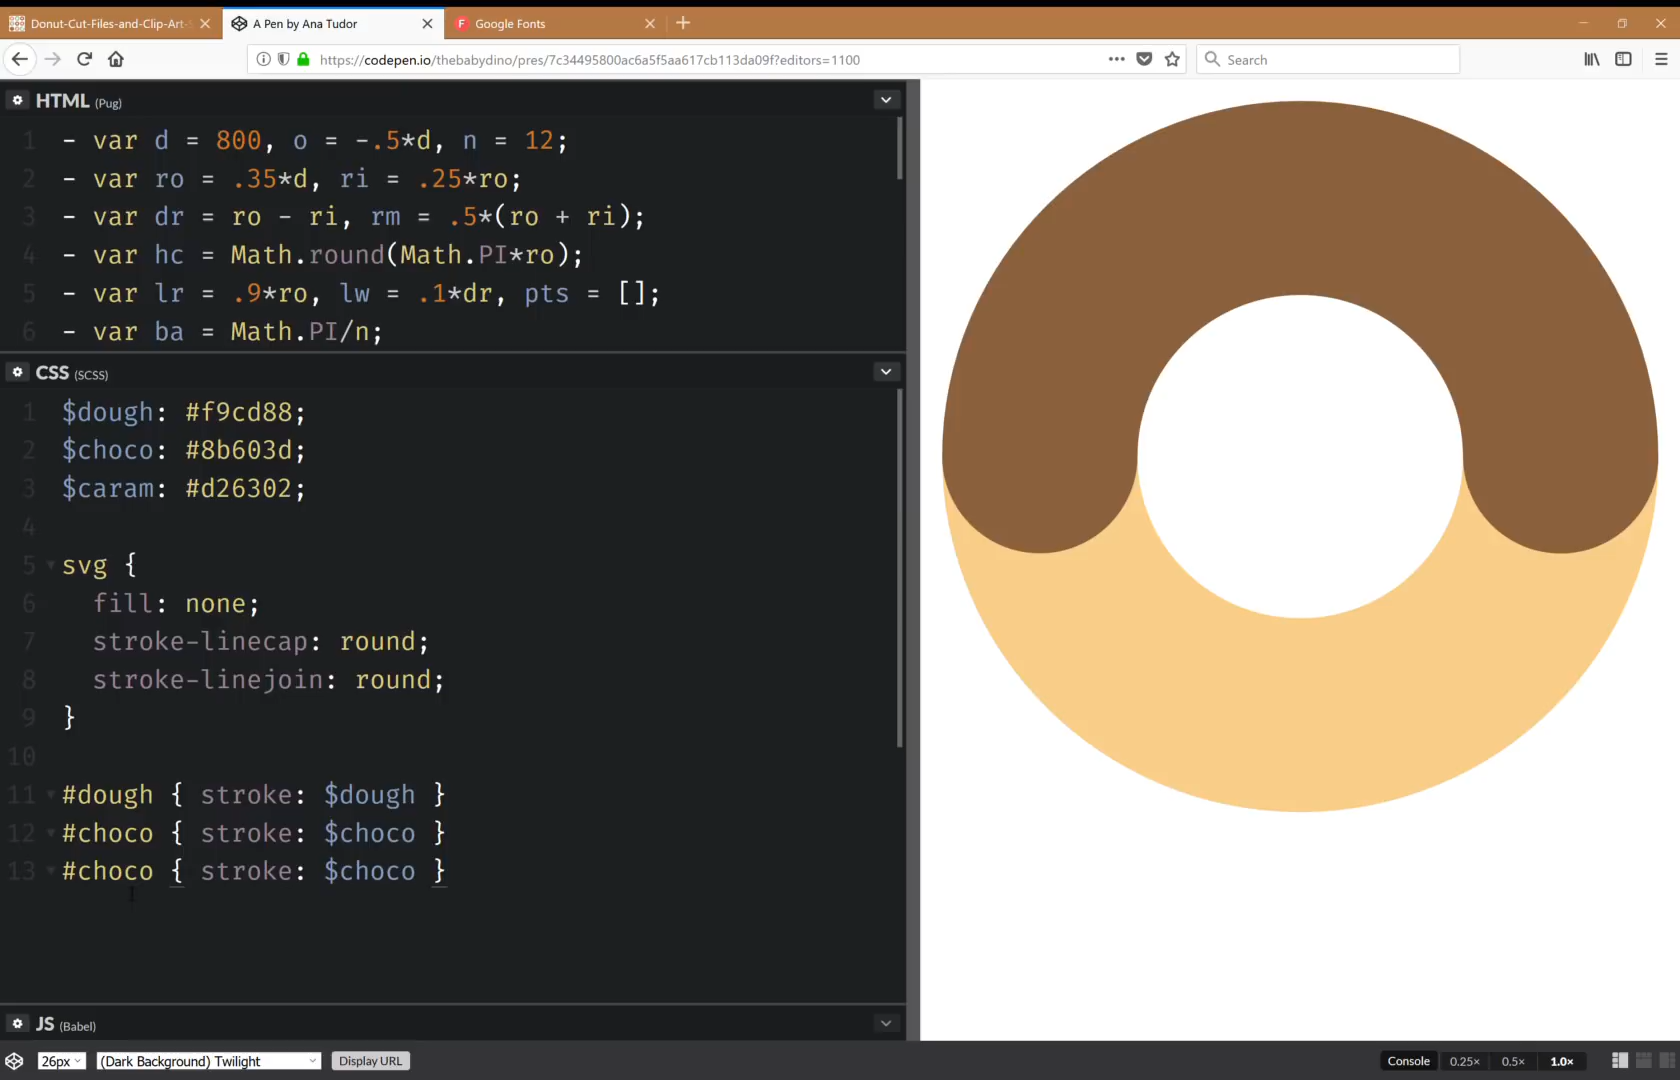 Donut-Cut-Files-and-Clip-Art-
A Pen by Ana Tudor
Google Fonts
https://codepen.io/thebabydino/pres/7c34495800ac6a5f5aa617cb113da09f?editors=1100
Search
HTML (Pug)
1 - var d = 800, o = -.5*d, n = 12;
2 - var ro = .35*d, ri = .25*ro;
3 - var dr = ro - ri, rm = .5*(ro + ri);
4 - var hc = Math.round(Math.PI*ro);
5 - var lr = .9*ro, lw = .1*dr, pts = [];
6 - var ba = Math.PI/n;
CSS (SCSS)
1 $dough: #f9cd88;
2 $choco: #8b603d;
3 $caram: #d26302;
4
5 svg {
6 fill: none;
7 stroke-linecap: round;
8 stroke-linejoin: round;
9 }
10
11 #dough { stroke: $dough }
12 #choco { stroke: $choco }
13 #choco { stroke: $choco }
JS (Babel)
26px (Dark Background) Twilight Display URL
Console 0.25× 0.5× 1.0×